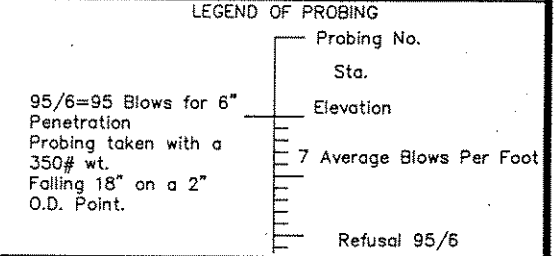 LEGEND OF PROBING
Probing No.
Sta.
95/6=95 Blows for 6"
Penetration
Probing taken with a
350# wt.
Falling 18" on a 2"
O.D. Point.
Elevation
7 Average Blows Per Foot
Refusal 95/6